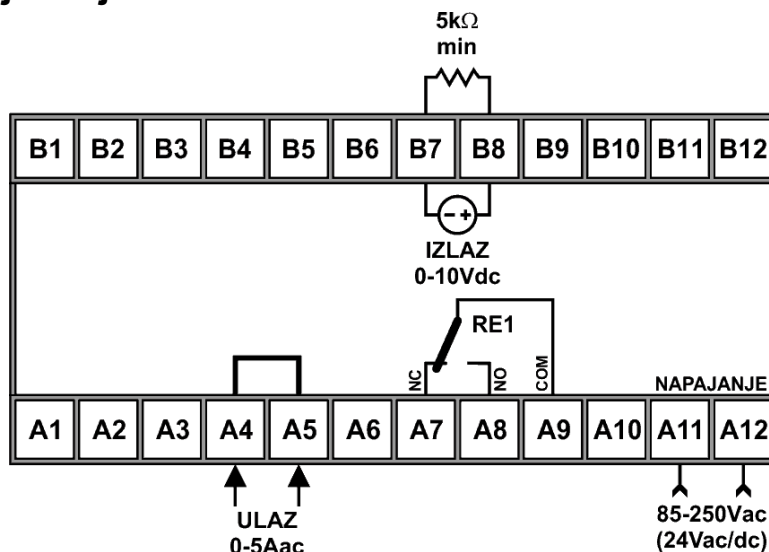 5kΩ
min
B1 B2 B3 B4 B5 B6 B7 B8 B9 B10 B11 B12
- +
IZLAZ
0-10Vdc
RE1
NC NO COM
NAPAJANJE
A1 A2 A3 A4 A5 A6 A7 A8 A9 A10 A11 A12
ULAZ
0-5Aac
85-250Vac
(24Vac/dc)